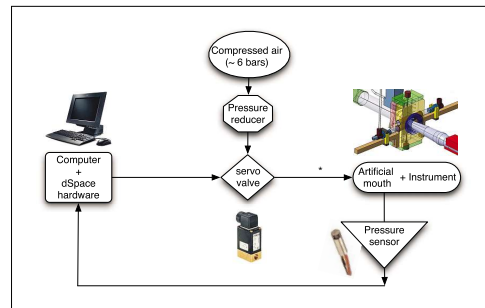 Compressed air
(~ 6 bars)
Pressure
reducer
Computer
+
dSpace
hardware
servo
valve
*
Artificial
mouth + Instrument
Pressure
sensor